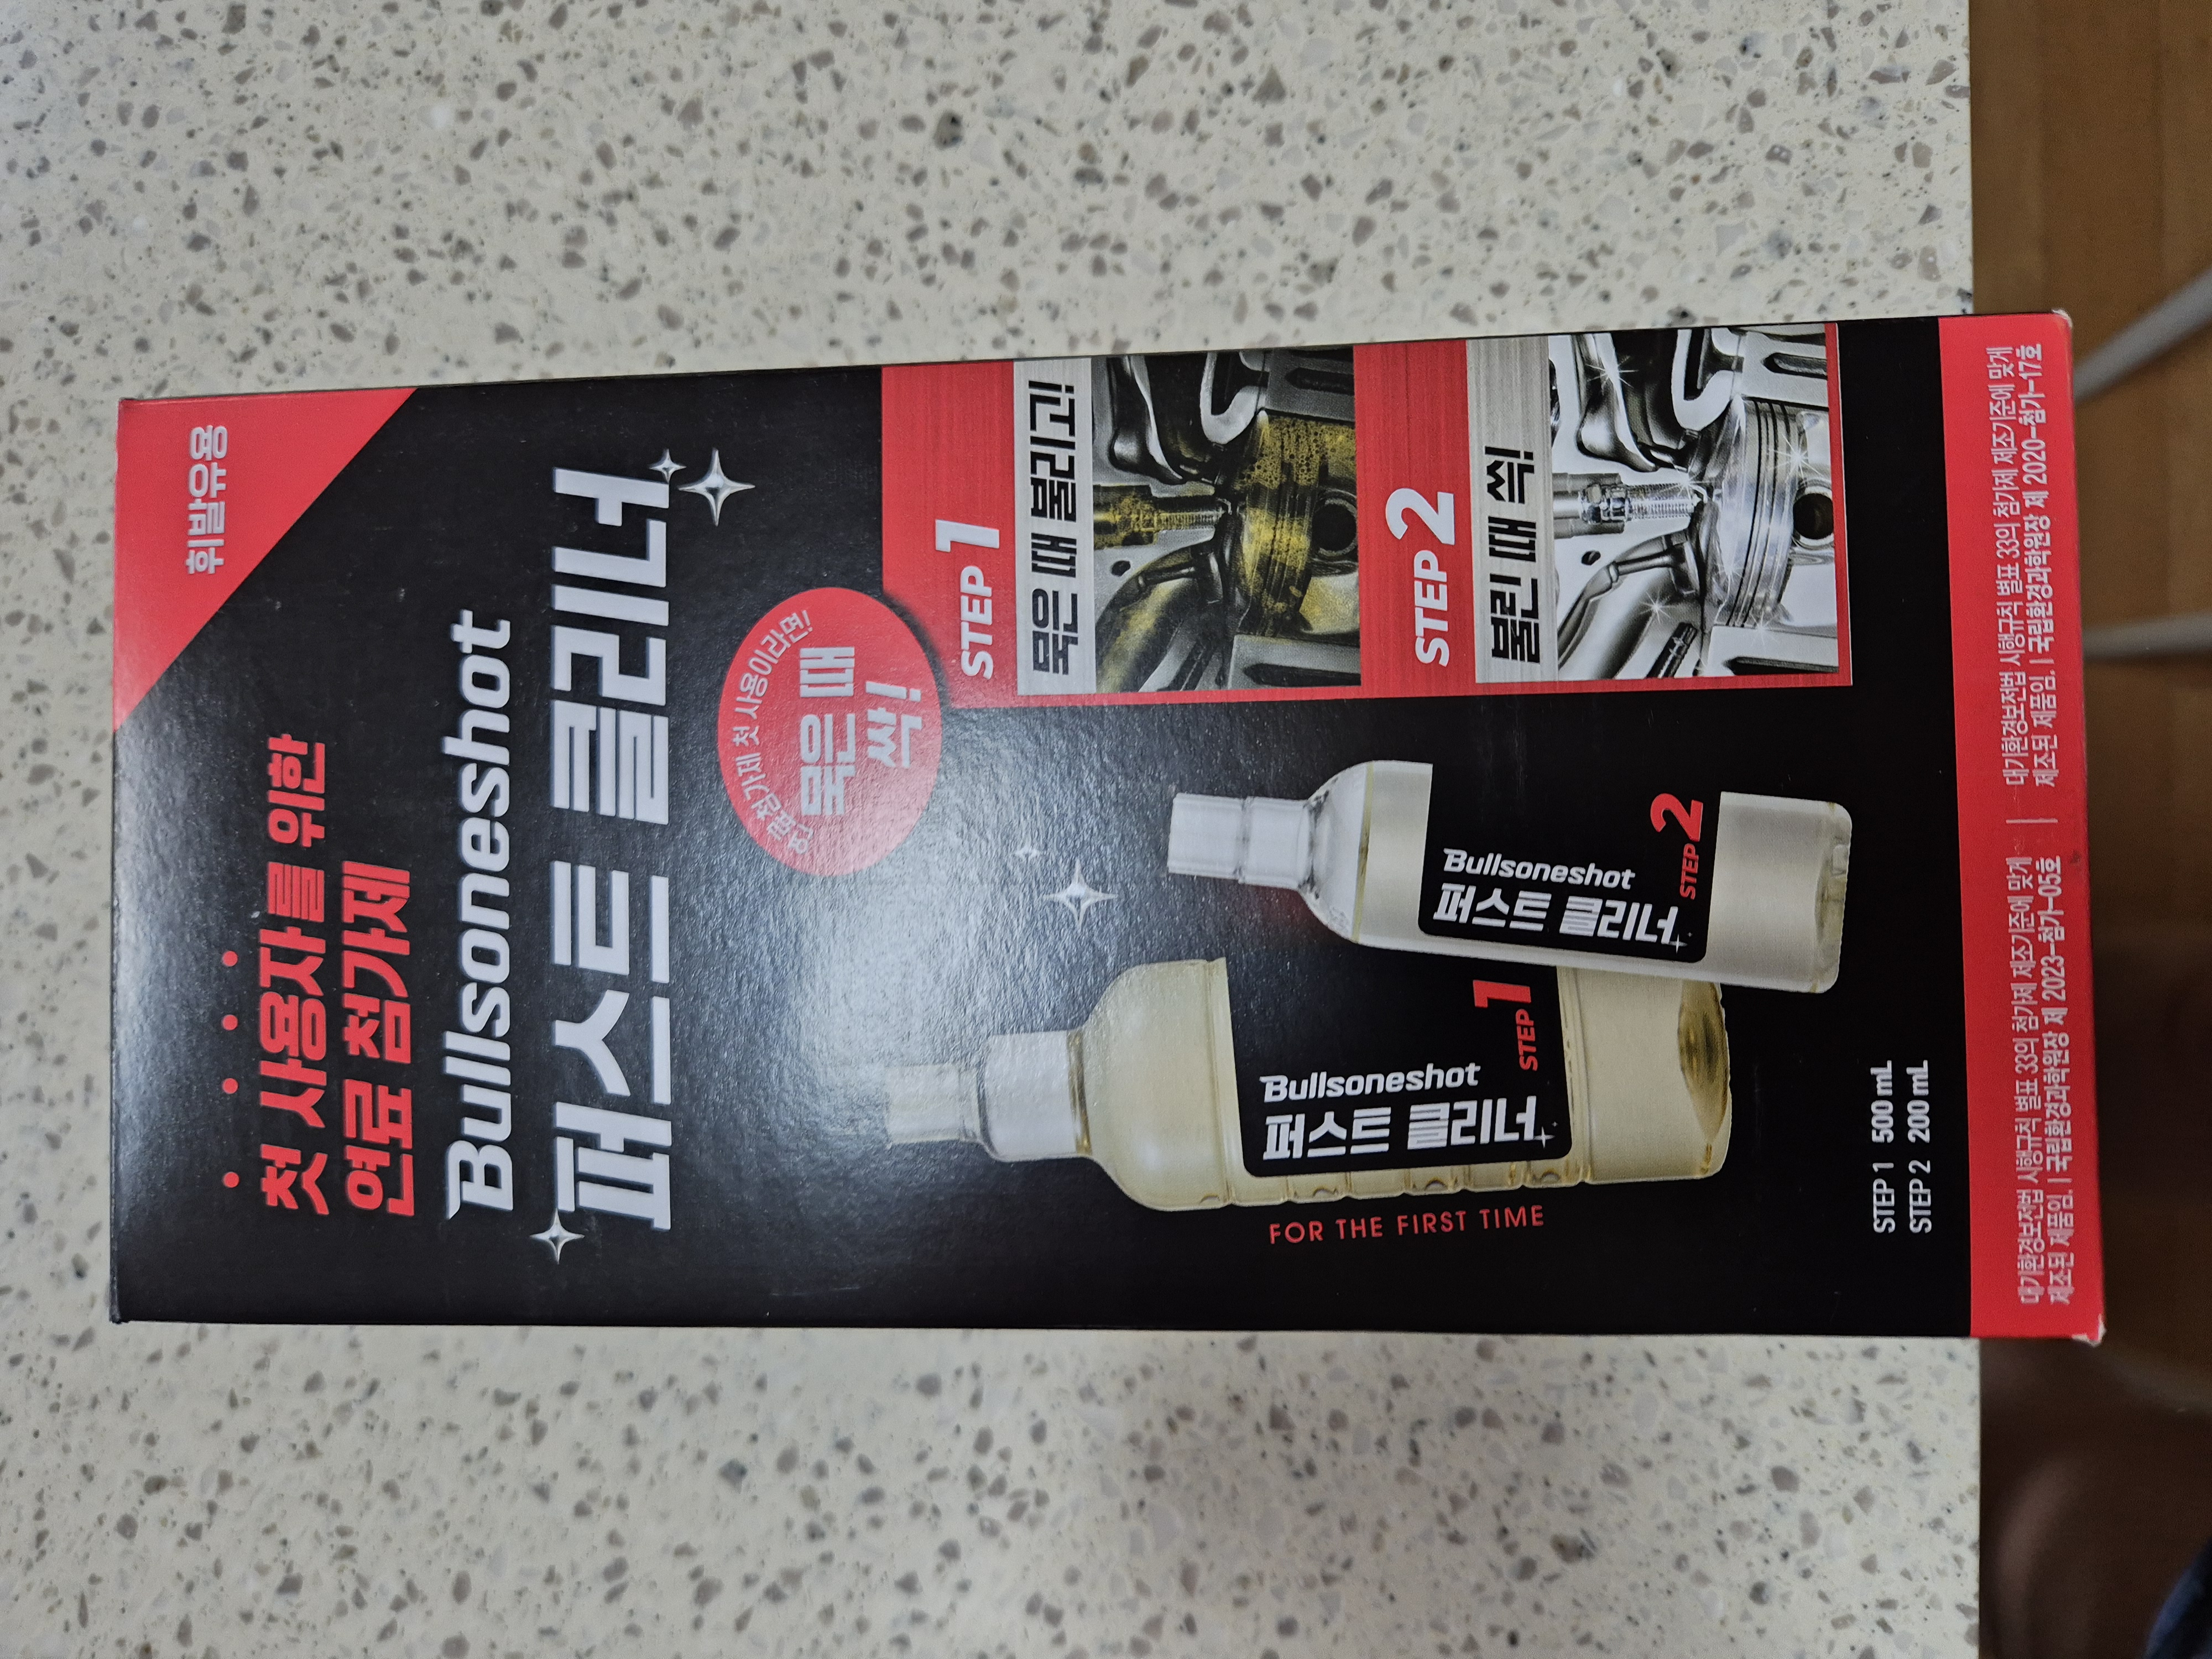 휘발유용
첫 사용자를 위한
연료 첨가제
Bullsoneshot
퍼스트 클리너
연료첨가제 첫 사용이라면!
묵은 때
싹!
STEP 1
묵은 때 불리고!
STEP 2
불린 때 싹!
Bullsoneshot
퍼스트 클리너
STEP 1
Bullsoneshot
퍼스트 클리너
STEP 2
FOR THE FIRST TIME
STEP 1 500 mL
STEP 2 200 mL
대기환경보전법 시행규칙 별표 33의 첨가제 제조기준에 맞게
제조된 제품임. | 국립환경과학원장 제 2023-첨가-05호
대기환경보전법 시행규칙 별표 33의 첨가제 제조기준에 맞게
제조된 제품임. | 국립환경과학원장 제 2020-첨가-17호